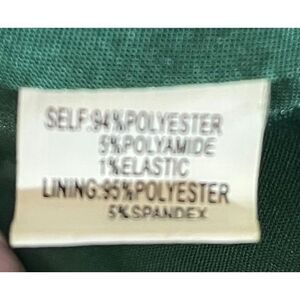 SELF:94%POLYESTER
5%POLYAMIDE
1%ELASTIC
LINING:95%POLYESTER
5%SPANDEX